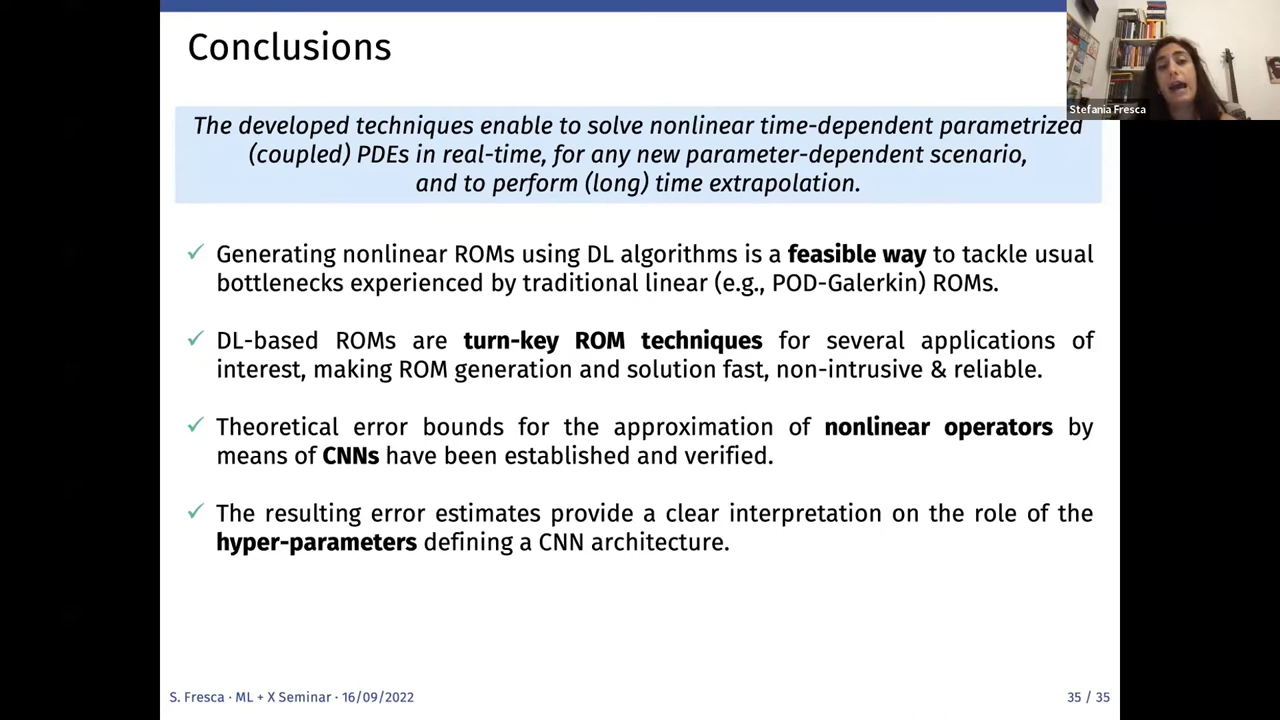 Conclusions
Stefania Fresca
The developed techniques enable to solve nonlinear time-dependent parametrized
(coupled) PDEs in real-time, for any new parameter-dependent scenario,
and to perform (long) time extrapolation.
✓ Generating nonlinear ROMs using DL algorithms is a feasible way to tackle usual
bottlenecks experienced by traditional linear (e.g., POD-Galerkin) ROMs.
✓ DL-based ROMs are turn-key ROM techniques for several applications of
interest, making ROM generation and solution fast, non-intrusive & reliable.
✓ Theoretical error bounds for the approximation of nonlinear operators by
means of CNNs have been established and verified.
✓ The resulting error estimates provide a clear interpretation on the role of the
hyper-parameters defining a CNN architecture.
S. Fresca · ML + X Seminar · 16/09/2022
35 / 35